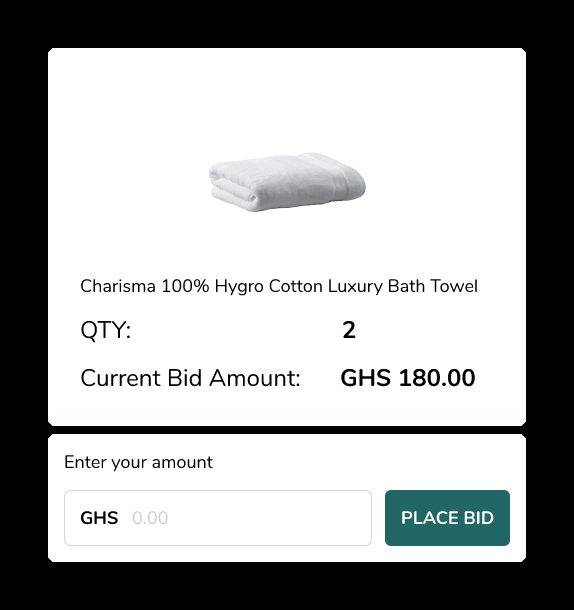 Charisma 100% Hygro Cotton Luxury Bath Towel
QTY: 2
Current Bid Amount: GHS 180.00
Enter your amount
GHS 0.00 PLACE BID